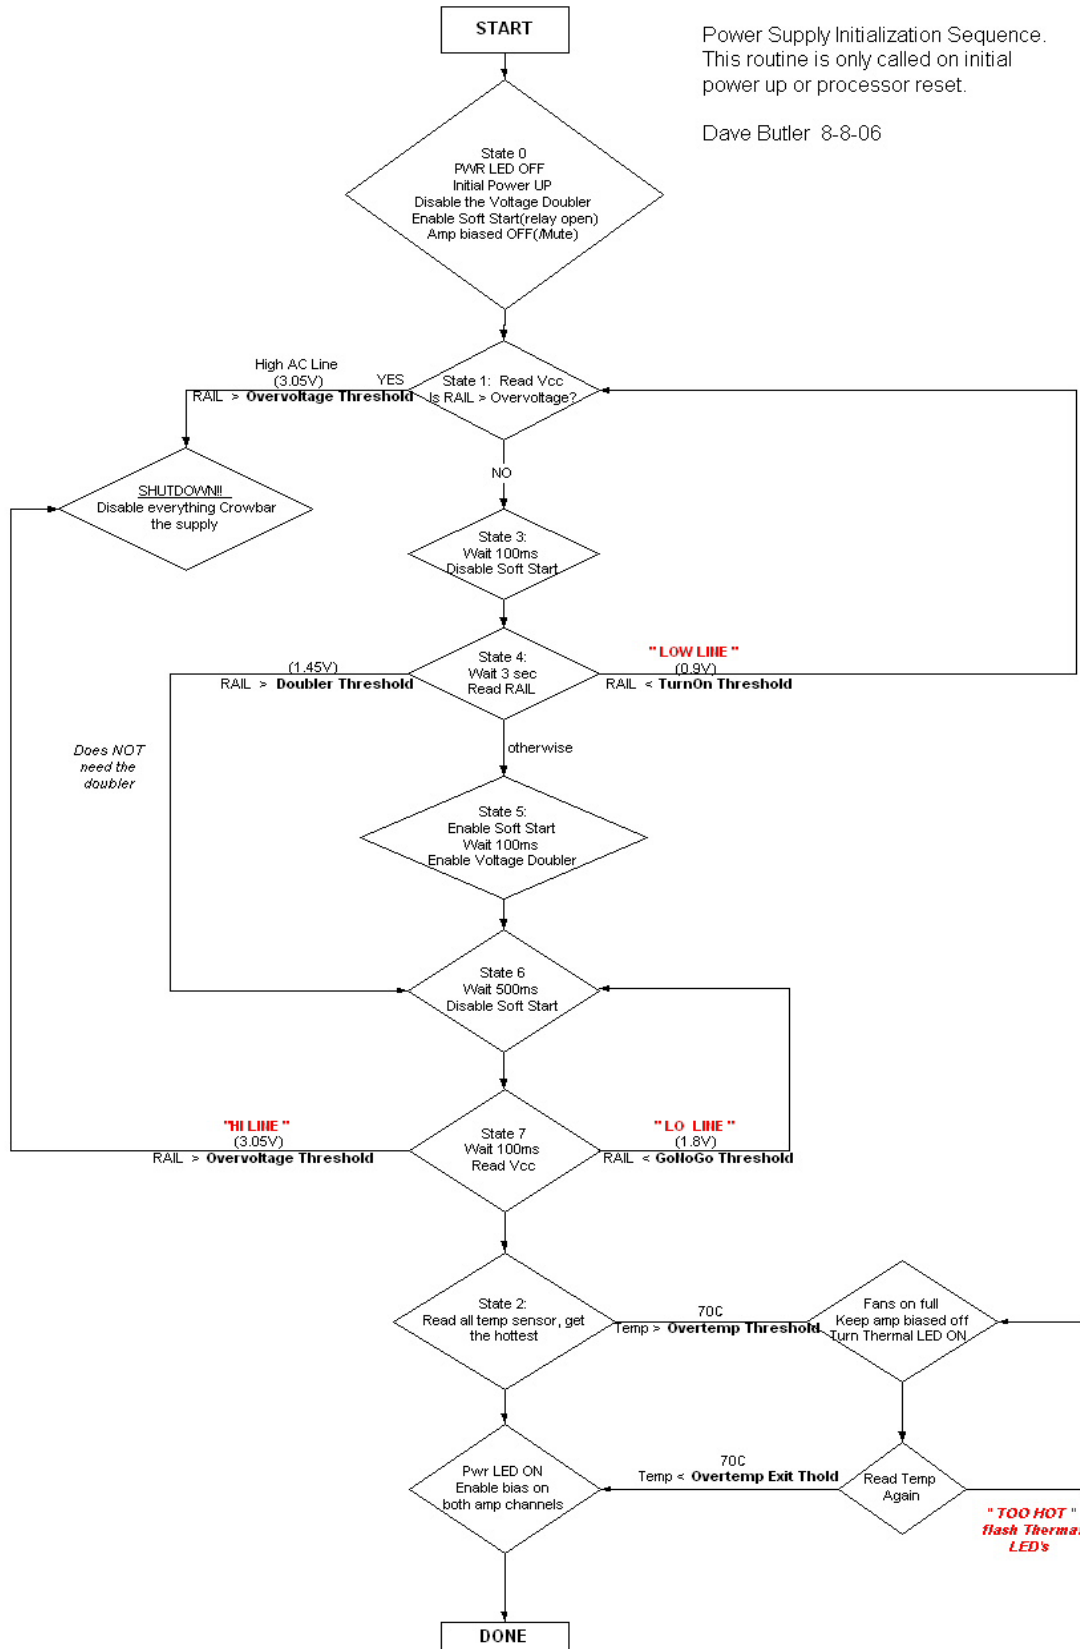 START
Power Supply Initialization Sequence.
This routine is only called on initial
power up or processor reset.
Dave Butler 8-8-06
State 0
PWR LED OFF
Initial Power UP
Disable the Voltage Doubler
Enable Soft Start(relay open)
Amp biased OFF(/Mute)
High AC Line
(3.05V)
YES
RAIL > Overvoltage Threshold
State 1: Read Vcc
Is RAIL > Overvoltage?
NO
SHUTDOWN!!
Disable everything Crowbar
the supply
State 3:
Wait 100ms
Disable Soft Start
(1.45V)
RAIL > Doubler Threshold
State 4:
Wait 3 sec
Read RAIL
" LOW LINE "
(0.9V)
RAIL < TurnOn Threshold
Does NOT
need the
doubler
otherwise
State 5:
Enable Soft Start
Wait 100ms
Enable Voltage Doubler
State 6
Wait 500ms
Disable Soft Start
"HI LINE "
(3.05V)
RAIL > Overvoltage Threshold
State 7
Wait 100ms
Read Vcc
" LO LINE "
(1.8V)
RAIL < GoNoGo Threshold
State 2:
Read all temp sensor, get
the hottest
70C
Temp > Overtemp Threshold
Fans on full
Keep amp biased off
Turn Thermal LED ON
Pwr LED ON
Enable bias on
both amp channels
70C
Temp < Overtemp Exit Thold
Read Temp
Again
" TOO HOT "
flash Thermal
LED's
DONE